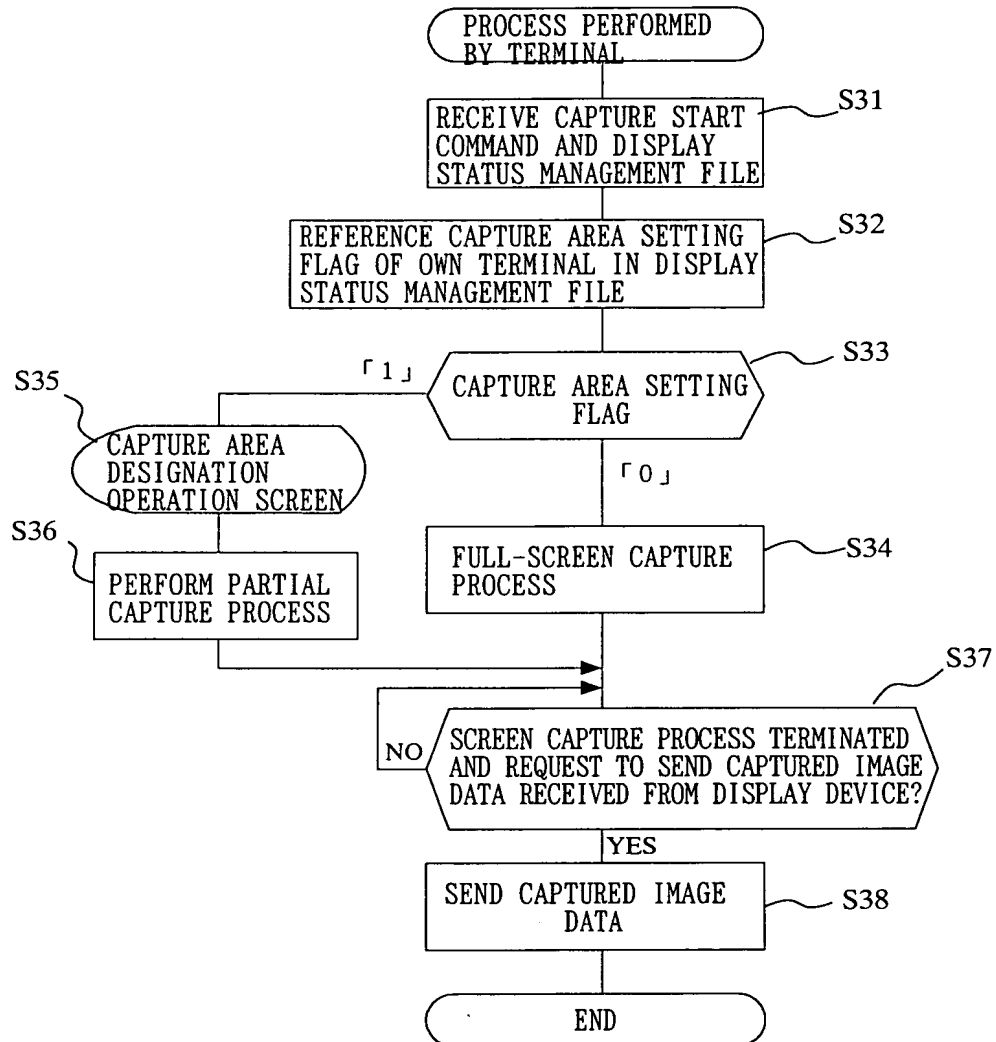 PROCESS PERFORMED
BY TERMINAL
S31
RECEIVE CAPTURE START
COMMAND AND DISPLAY
STATUS MANAGEMENT FILE
S32
REFERENCE CAPTURE AREA SETTING
FLAG OF OWN TERMINAL IN DISPLAY
STATUS MANAGEMENT FILE
S33
「1」
CAPTURE AREA SETTING
FLAG
S35
CAPTURE AREA
DESIGNATION
OPERATION SCREEN
「0」
S36
PERFORM PARTIAL
CAPTURE PROCESS
S34
FULL-SCREEN CAPTURE
PROCESS
S37
NO
SCREEN CAPTURE PROCESS TERMINATED
AND REQUEST TO SEND CAPTURED IMAGE
DATA RECEIVED FROM DISPLAY DEVICE?
YES
SEND CAPTURED IMAGE
DATA
S38
END